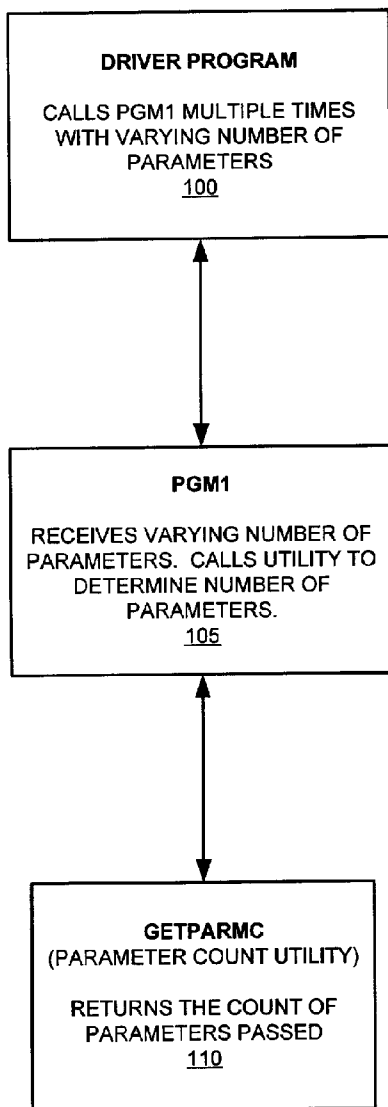 DRIVER PROGRAM
CALLS PGM1 MULTIPLE TIMES
WITH VARYING NUMBER OF
PARAMETERS
100
PGM1
RECEIVES VARYING NUMBER OF
PARAMETERS. CALLS UTILITY TO
DETERMINE NUMBER OF
PARAMETERS.
105
GETPARMC
(PARAMETER COUNT UTILITY)
RETURNS THE COUNT OF
PARAMETERS PASSED
110